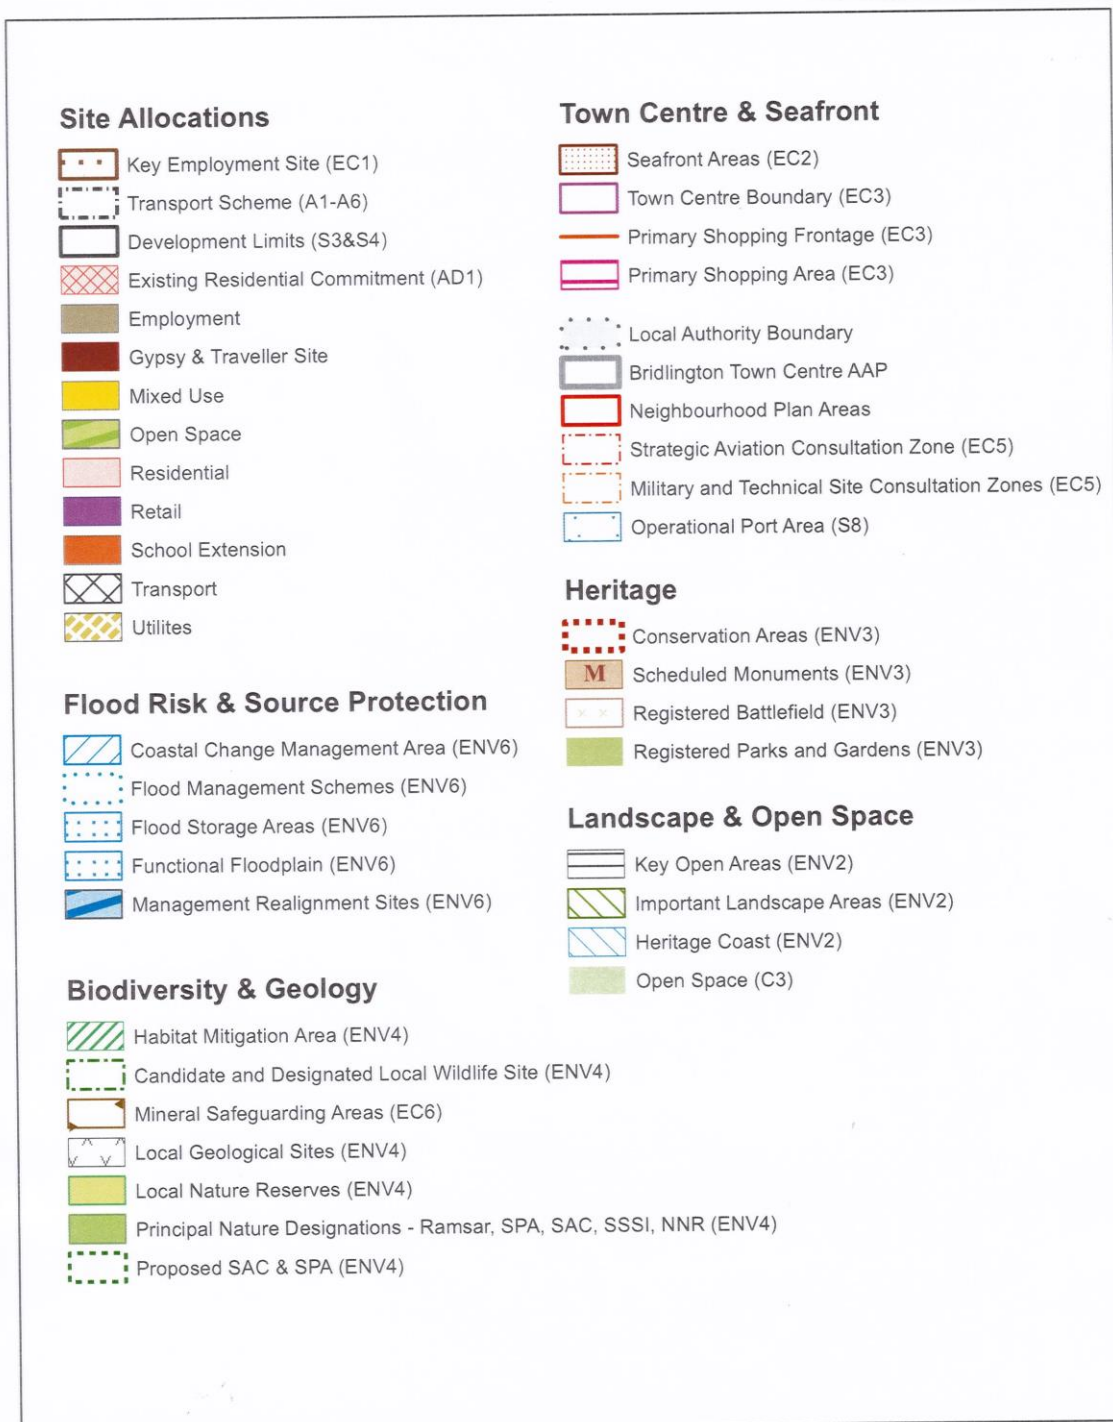 Site Allocations
Key Employment Site (EC1)
Transport Scheme (A1-A6)
Development Limits (S3&S4)
Existing Residential Commitment (AD1)
Employment
Gypsy & Traveller Site
Mixed Use
Open Space
Residential
Retail
School Extension
Transport
Utilites
Flood Risk & Source Protection
Coastal Change Management Area (ENV6)
Flood Management Schemes (ENV6)
Flood Storage Areas (ENV6)
Functional Floodplain (ENV6)
Management Realignment Sites (ENV6)
Biodiversity & Geology
Habitat Mitigation Area (ENV4)
Candidate and Designated Local Wildlife Site (ENV4)
Mineral Safeguarding Areas (EC6)
Local Geological Sites (ENV4)
Local Nature Reserves (ENV4)
Principal Nature Designations - Ramsar, SPA, SAC, SSSI, NNR (ENV4)
Proposed SAC & SPA (ENV4)
Town Centre & Seafront
Seafront Areas (EC2)
Town Centre Boundary (EC3)
Primary Shopping Frontage (EC3)
Primary Shopping Area (EC3)
Local Authority Boundary
Bridlington Town Centre AAP
Neighbourhood Plan Areas
Strategic Aviation Consultation Zone (EC5)
Military and Technical Site Consultation Zones (EC5)
Operational Port Area (S8)
Heritage
Conservation Areas (ENV3)
M Scheduled Monuments (ENV3)
Registered Battlefield (ENV3)
Registered Parks and Gardens (ENV3)
Landscape & Open Space
Key Open Areas (ENV2)
Important Landscape Areas (ENV2)
Heritage Coast (ENV2)
Open Space (C3)